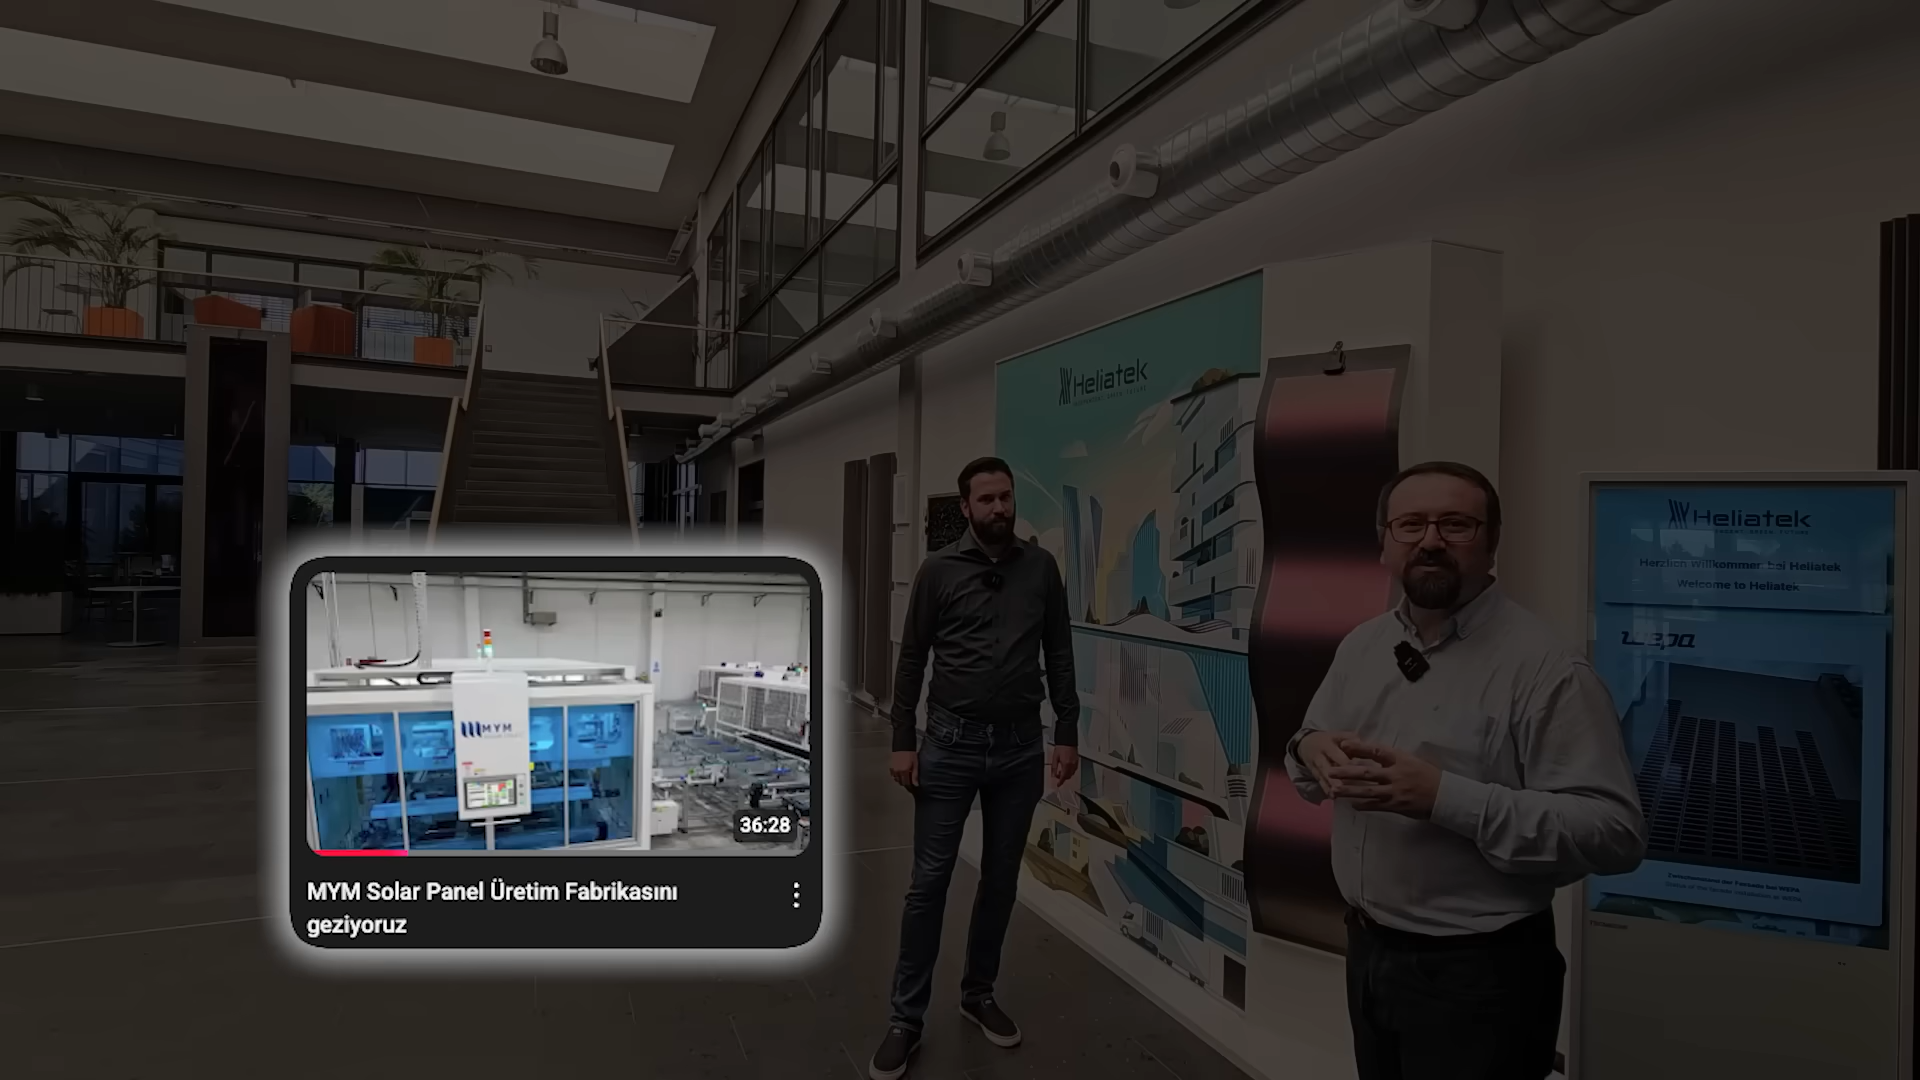 Heliatek
Heliatek
Herzlich Willkommen bei Heliatek
Welcome to Heliatek
wepa
MYM
36:28
MYM Solar Panel Üretim Fabrikasını
geziyoruz